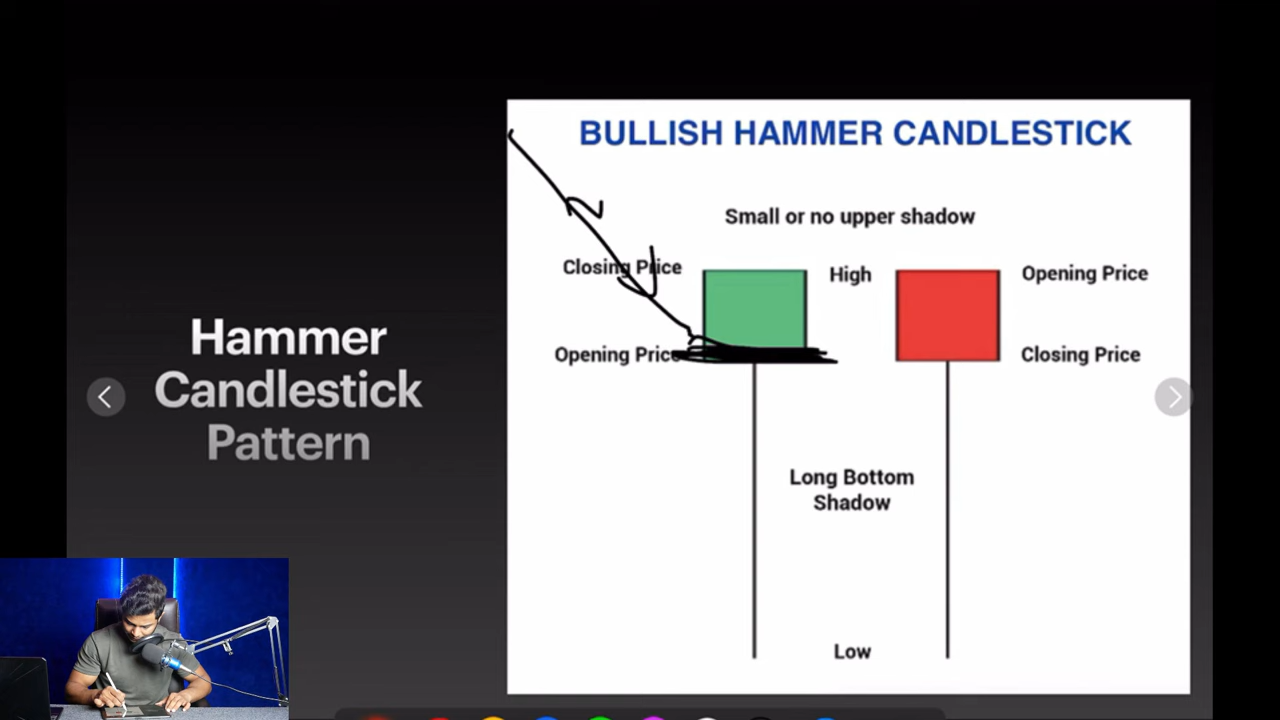 Hammer
Candlestick
Pattern
BULLISH HAMMER CANDLESTICK
Small or no upper shadow
Closing Price
High
Opening Price
Opening Price
Closing Price
Long Bottom
Shadow
Low